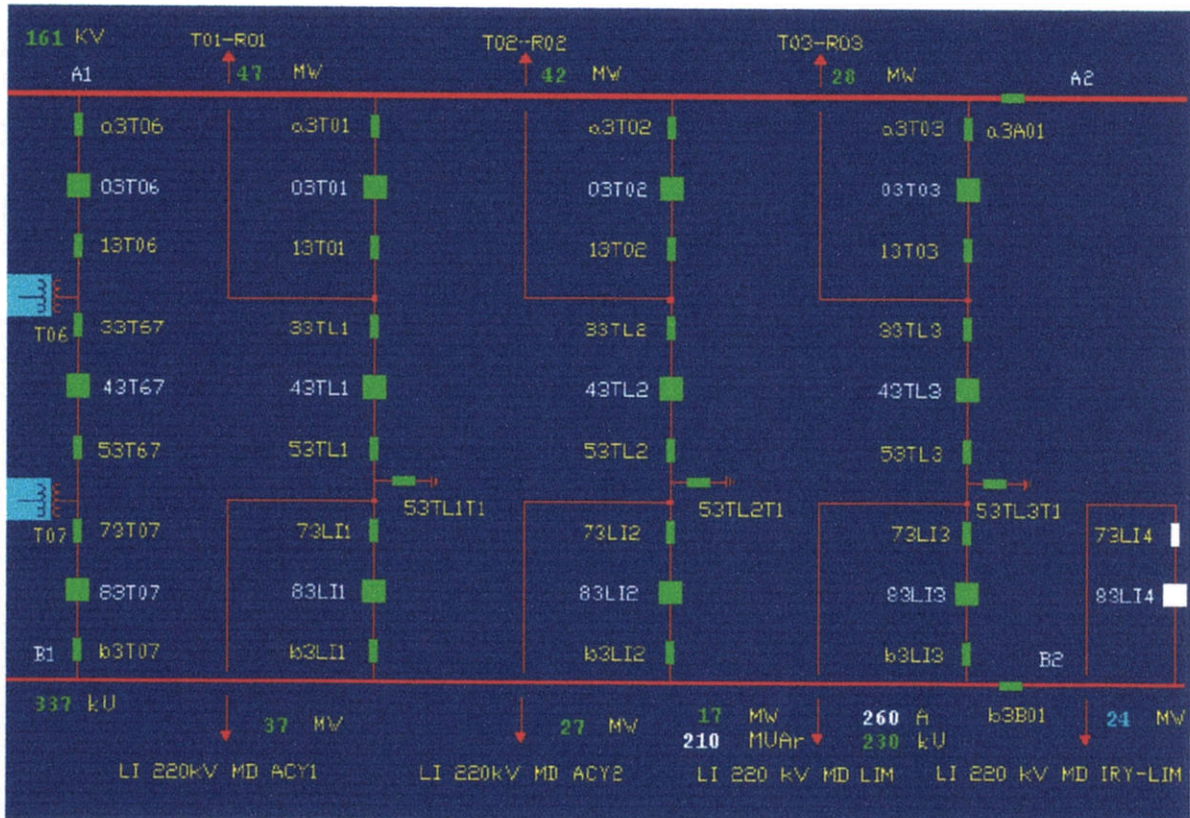 161 KV T01-R01 T02-R02 T03-R03
A1 47 MW 42 MW 28 MW A2
a3T06 a3T01 a3T02 a3T03 a3A01
03T06 03T01 03T02 03T03
13T06 13T01 13T02 13T03
T06 33T67 33TL1 33TL2 33TL3
43T67 43TL1 43TL2 43TL3
53T67 53TL1 53TL2 53TL3
53TL1T1 53TL2T1 53TL3T1
T07 73T07 73LI1 73LI2 73LI3 73LI4
83T07 83LI1 83LI2 83LI3 83LI4
B1 b3T07 b3LI1 b3LI2 b3LI3 B2
337 kU 37 MW 27 MW 17 MW 260 A b3B01 24 MW
210 MUAr 230 kU
LI 220kV MD ACY1 LI 220kV MD ACY2 LI 220 kV MD LIM LI 220 kV MD IRY-LIM